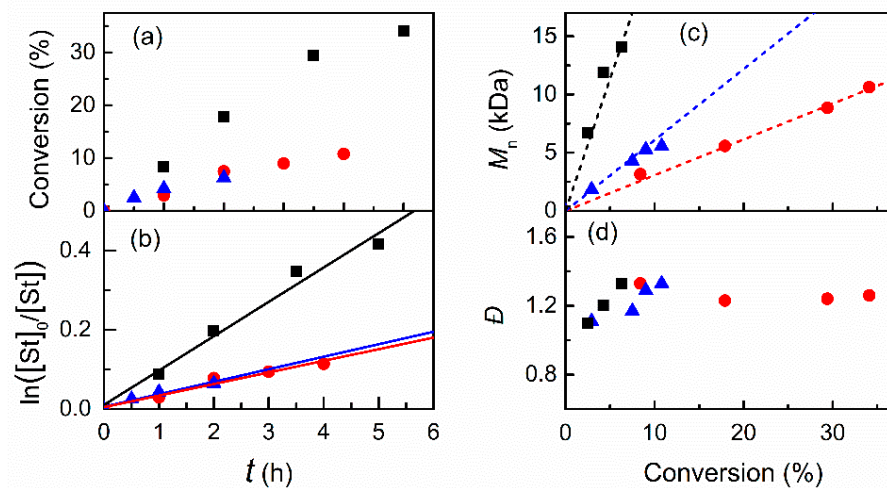 (a)
Conversion (%)
30
20
10
0
(b)
ln([St]₀/[St])
0.4
0.2
0.0
0 1 2 3 4 5 6
t (h)
(c)
Mn (kDa)
15
10
5
0
(d)
Đ
1.6
1.2
0.8
0 10 20 30
Conversion (%)